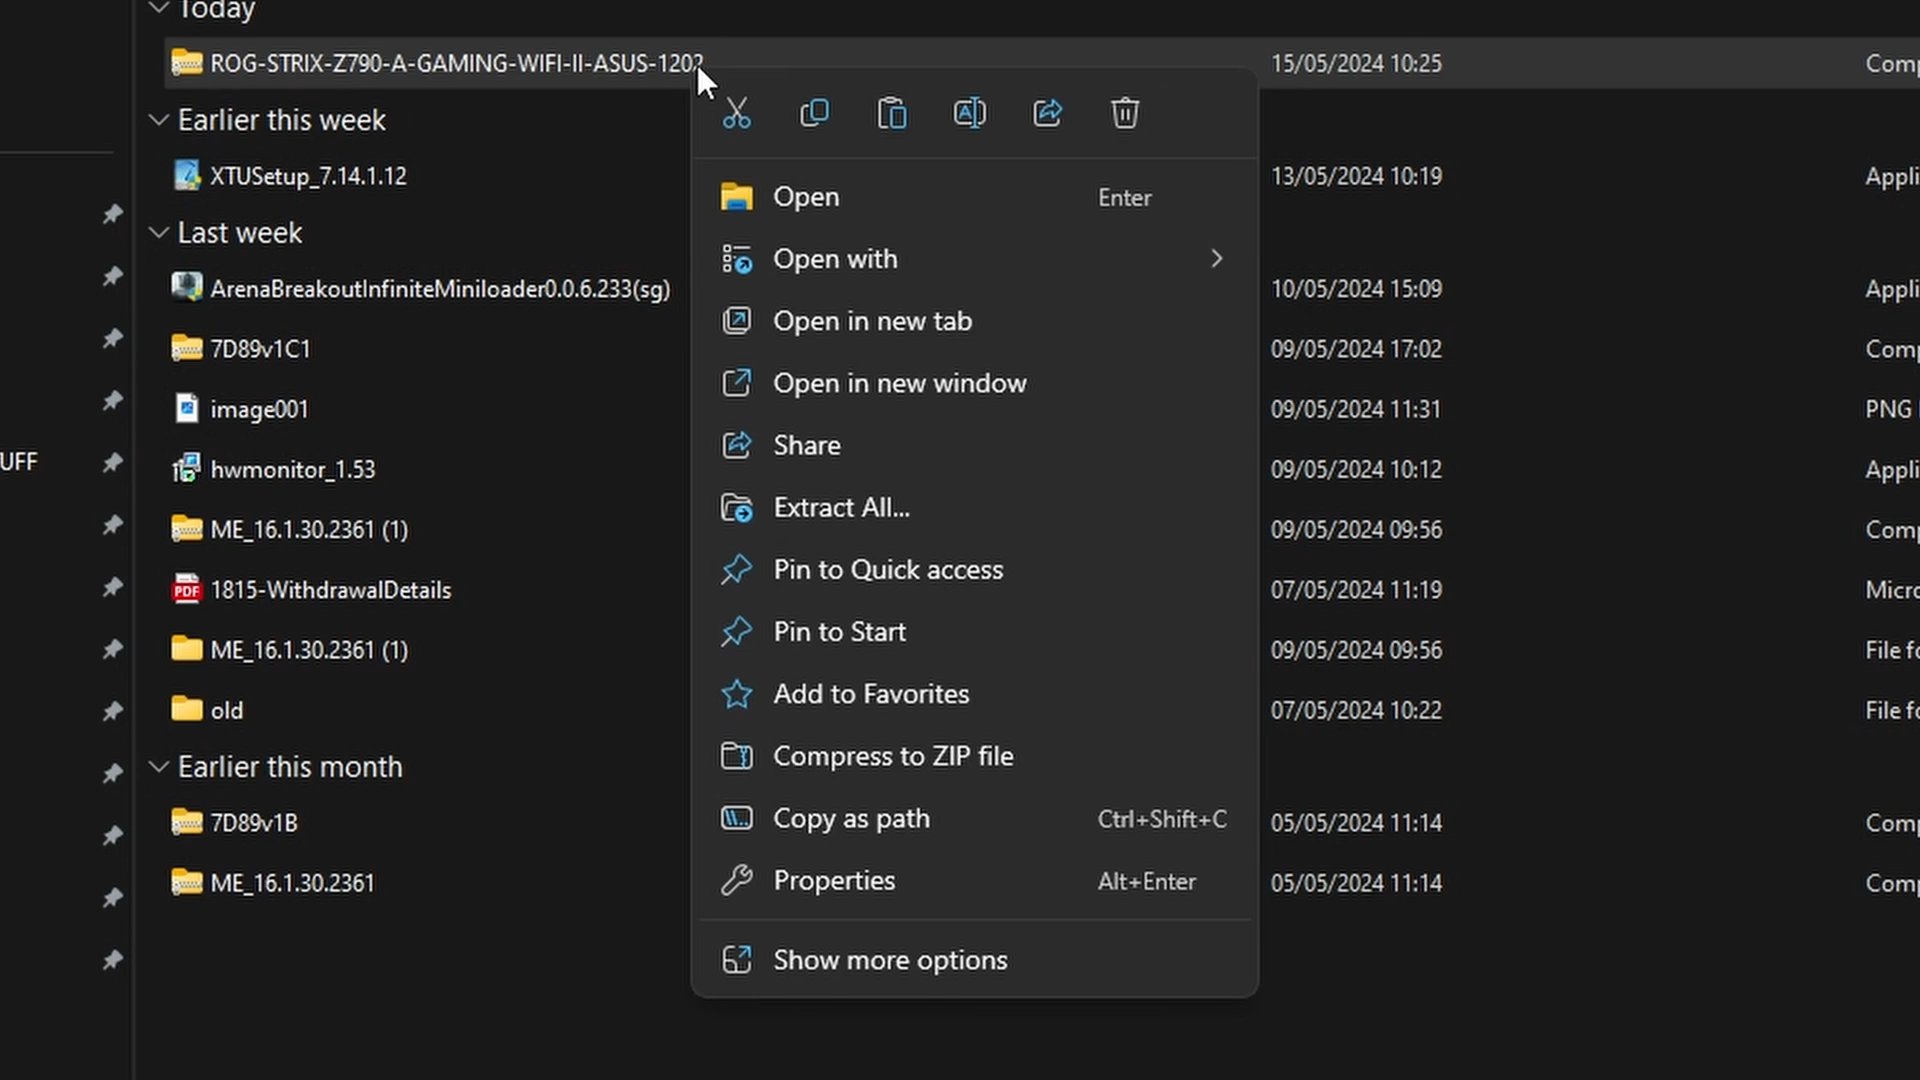 Today
ROG-STRIX-Z790-A-GAMING-WIFI-II-ASUS-1202
15/05/2024 10:25
Comp
Earlier this week
XTUSetup_7.14.1.12
13/05/2024 10:19
Appli
Last week
ArenaBreakoutInfiniteMiniloader0.0.6.233(sg)
10/05/2024 15:09
Appli
7D89v1C1
09/05/2024 17:02
Comp
image001
09/05/2024 11:31
PNG
UFF
hwmonitor_1.53
09/05/2024 10:12
Appli
ME_16.1.30.2361 (1)
09/05/2024 09:56
Comp
PDF
1815-WithdrawalDetails
07/05/2024 11:19
Micro
ME_16.1.30.2361 (1)
09/05/2024 09:56
File fo
old
07/05/2024 10:22
File fo
Earlier this month
7D89v1B
05/05/2024 11:14
Comp
ME_16.1.30.2361
05/05/2024 11:14
Comp
Open Enter
Open with
Open in new tab
Open in new window
Share
Extract All...
Pin to Quick access
Pin to Start
Add to Favorites
Compress to ZIP file
Copy as path Ctrl+Shift+C
Properties Alt+Enter
Show more options